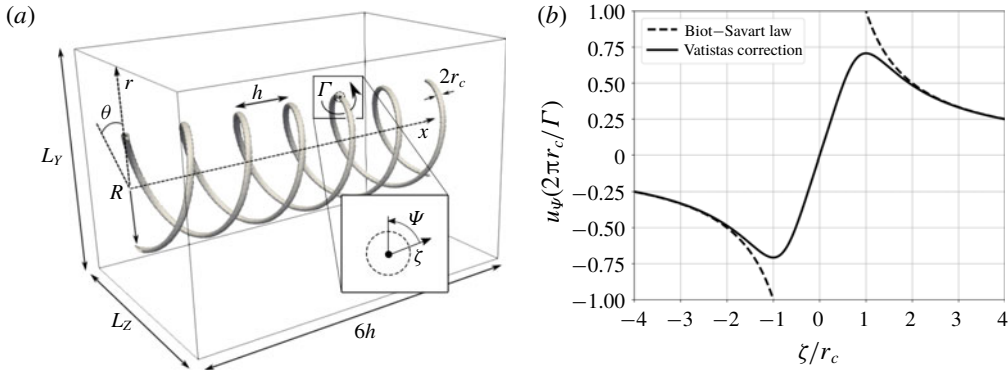 (a)
r
θ
h
Γ
2r_c
x
L_Y
R
Ψ
ζ
L_Z
6h
(b)
1.00
0.75
0.50
0.25
0
−0.25
−0.50
−0.75
−1.00
u_Ψ(2πr_c/Γ)
Biot−Savart law
Vatistas correction
−4 −3 −2 −1 0 1 2 3 4
ζ/r_c